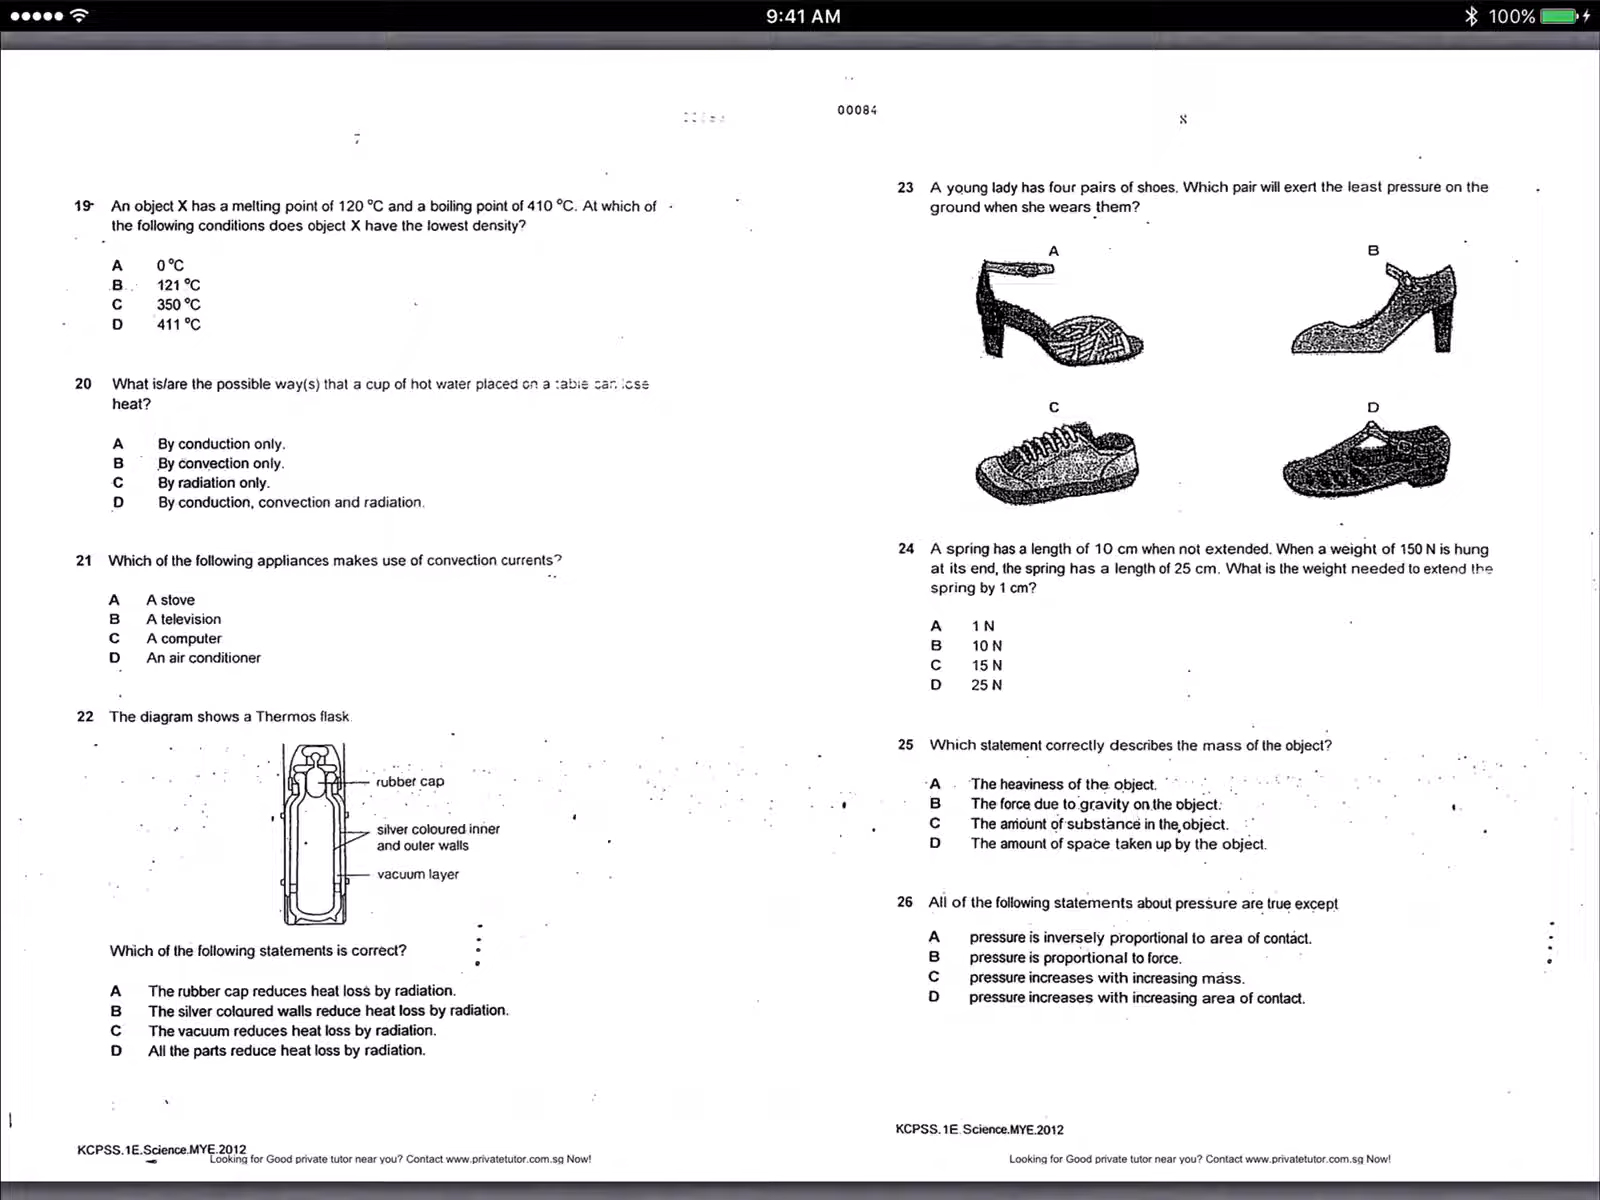 9:41 AM
100%
7
19 An object X has a melting point of 120 °C and a boiling point of 410 °C. At which of
the following conditions does object X have the lowest density?
A 0 °C
B 121 °C
C 350 °C
D 411 °C
20 What is/are the possible way(s) that a cup of hot water placed on a table can lose
heat?
A By conduction only.
B By convection only.
C By radiation only.
D By conduction, convection and radiation.
21 Which of the following appliances makes use of convection currents?
A A stove
B A television
C A computer
D An air conditioner
22 The diagram shows a Thermos flask.
rubber cap
silver coloured inner
and outer walls
vacuum layer
Which of the following statements is correct?
A The rubber cap reduces heat loss by radiation.
B The silver coloured walls reduce heat loss by radiation.
C The vacuum reduces heat loss by radiation.
D All the parts reduce heat loss by radiation.
KCPSS.1E.Science.MYE.2012
Looking for Good private tutor near you? Contact www.privatetutor.com.sg Now!
00084
8
23 A young lady has four pairs of shoes. Which pair will exert the least pressure on the
ground when she wears them?
A
B
C
D
24 A spring has a length of 10 cm when not extended. When a weight of 150 N is hung
at its end, the spring has a length of 25 cm. What is the weight needed to extend the
spring by 1 cm?
A 1 N
B 10 N
C 15 N
D 25 N
25 Which statement correctly describes the mass of the object?
A The heaviness of the object.
B The force due to gravity on the object.
C The amount of substance in the object.
D The amount of space taken up by the object.
26 All of the following statements about pressure are true except
A pressure is inversely proportional to area of contact.
B pressure is proportional to force.
C pressure increases with increasing mass.
D pressure increases with increasing area of contact.
KCPSS.1E.Science.MYE.2012
Looking for Good private tutor near you? Contact www.privatetutor.com.sg Now!